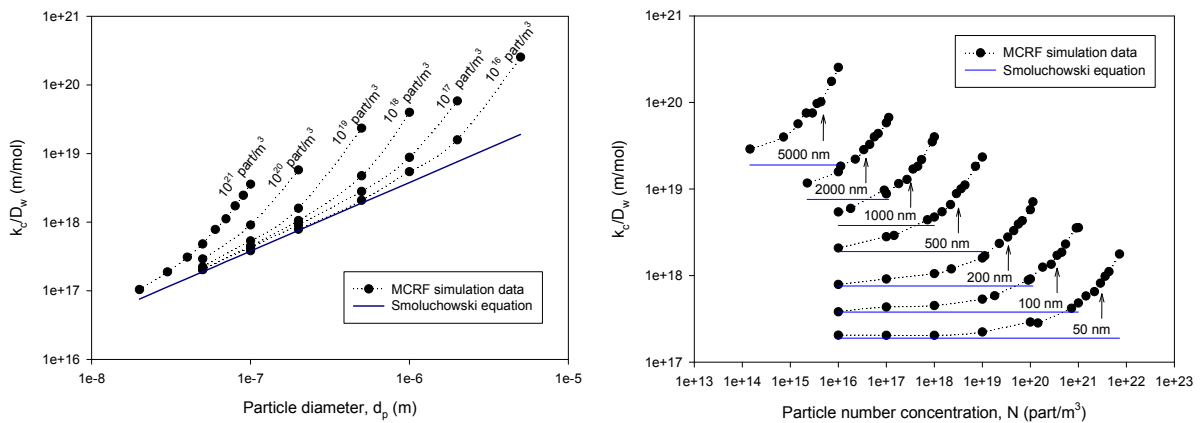 1e+21
1e+20
1e+19
1e+18
1e+17
1e+16
k_c/D_w (m/mol)
10^21 part/m^3
10^20 part/m^3
10^19 part/m^3
10^18 part/m^3
10^17 part/m^3
10^16 part/m^3
MCRF simulation data
Smoluchowski equation
1e-8 1e-7 1e-6 1e-5
Particle diameter, d_p (m)
1e+21
1e+20
1e+19
1e+18
1e+17
k_c/D_w (m/mol)
MCRF simulation data
Smoluchowski equation
5000 nm
2000 nm
1000 nm
500 nm
200 nm
100 nm
50 nm
1e+13 1e+14 1e+15 1e+16 1e+17 1e+18 1e+19 1e+20 1e+21 1e+22 1e+23
Particle number concentration, N (part/m^3)